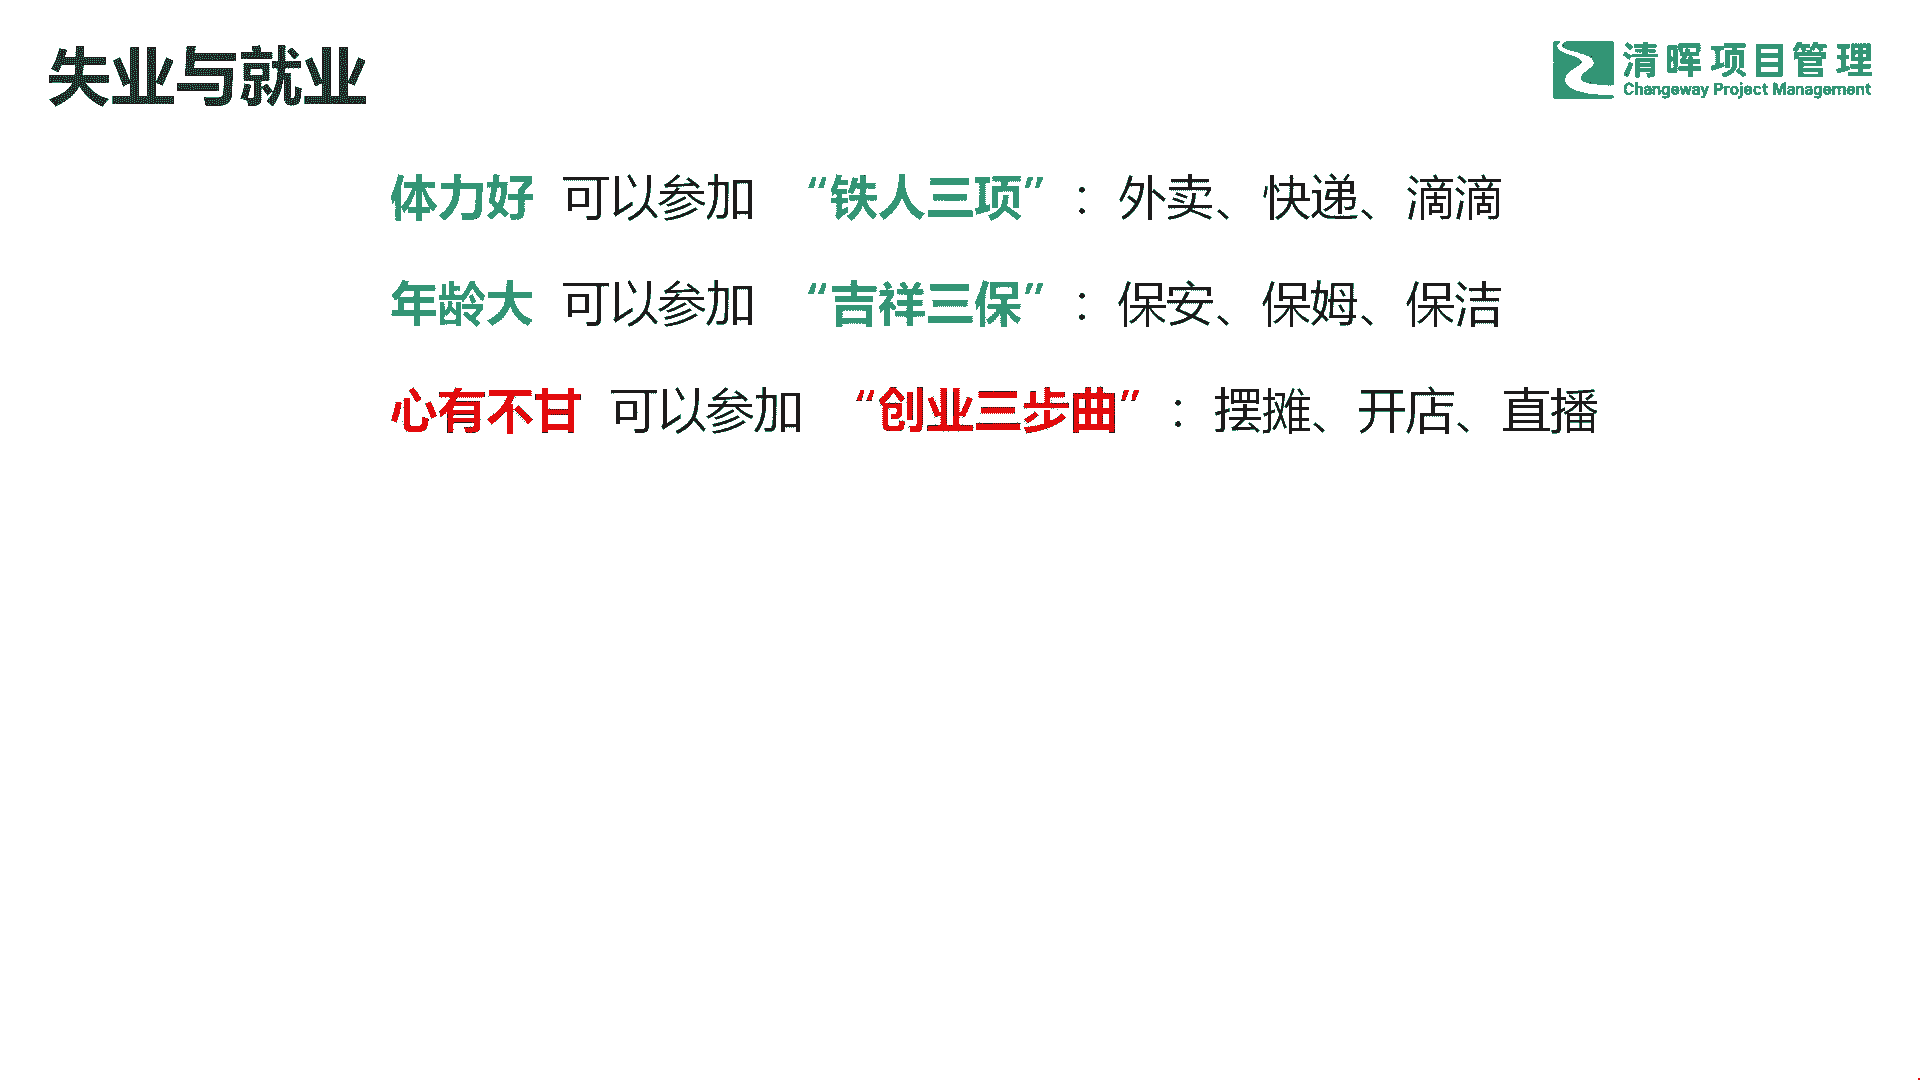 失业与就业
清晖项目管理
Changeway Project Management
体力好 可以参加 “铁人三项”：外卖、快递、滴滴
年龄大 可以参加 “吉祥三保”：保安、保姆、保洁
心有不甘 可以参加 “创业三步曲”：摆摊、开店、直播